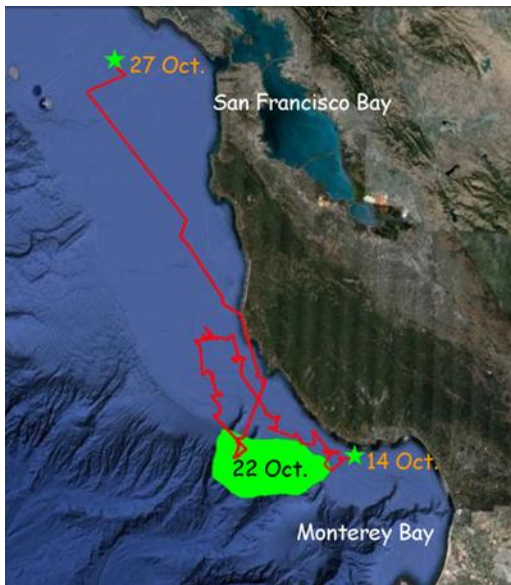 27 Oct.
San Francisco Bay
22 Oct.
14 Oct.
Monterey Bay